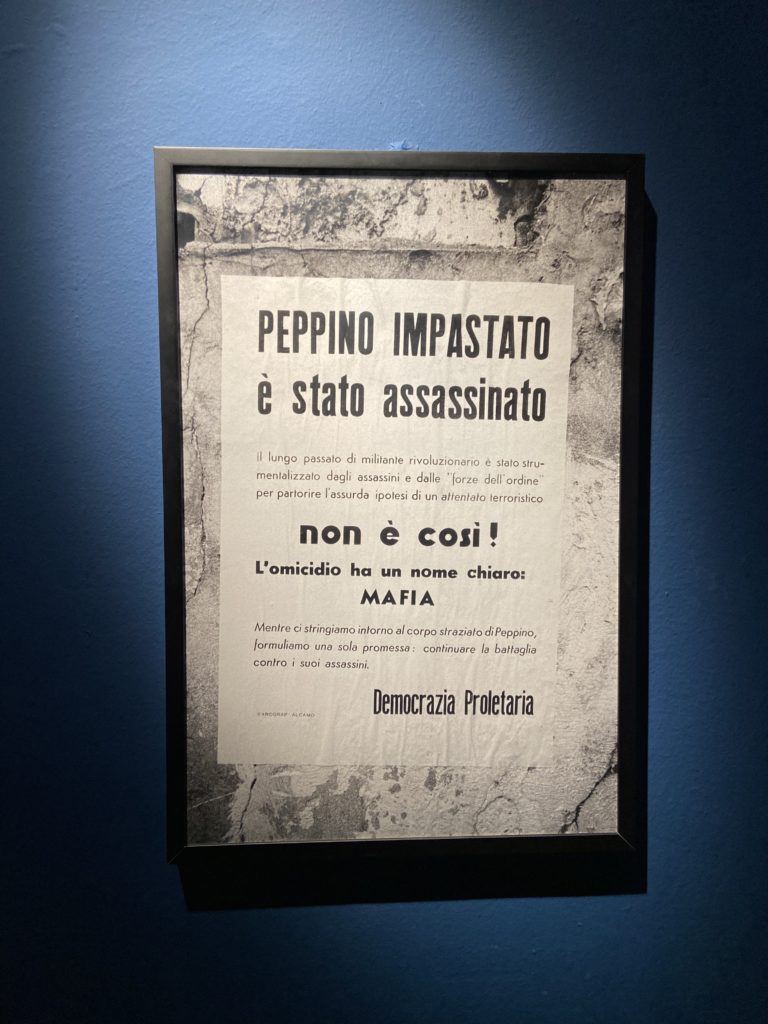 PEPPINO IMPASTATO
è stato assassinato
Il lungo passato di militante rivoluzionario è stato stru-
mentalizzato dagli assassini e dalle "forze dell'ordine"
per partorire l'assurda ipotesi di un attentato terroristico
non è così!
L'omicidio ha un nome chiaro:
MAFIA
Mentre ci stringiamo intorno al corpo straziato di Peppino,
formuliamo una sola promessa: continuare la battaglia
contro i suoi assassini.
Democrazia Proletaria
ALCAMO